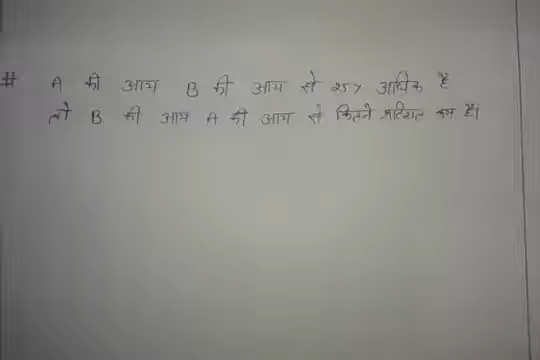 # A की आय B की आय से 25% अधिक है
तो B की आय A की आय से कितने प्रतिशत कम है।